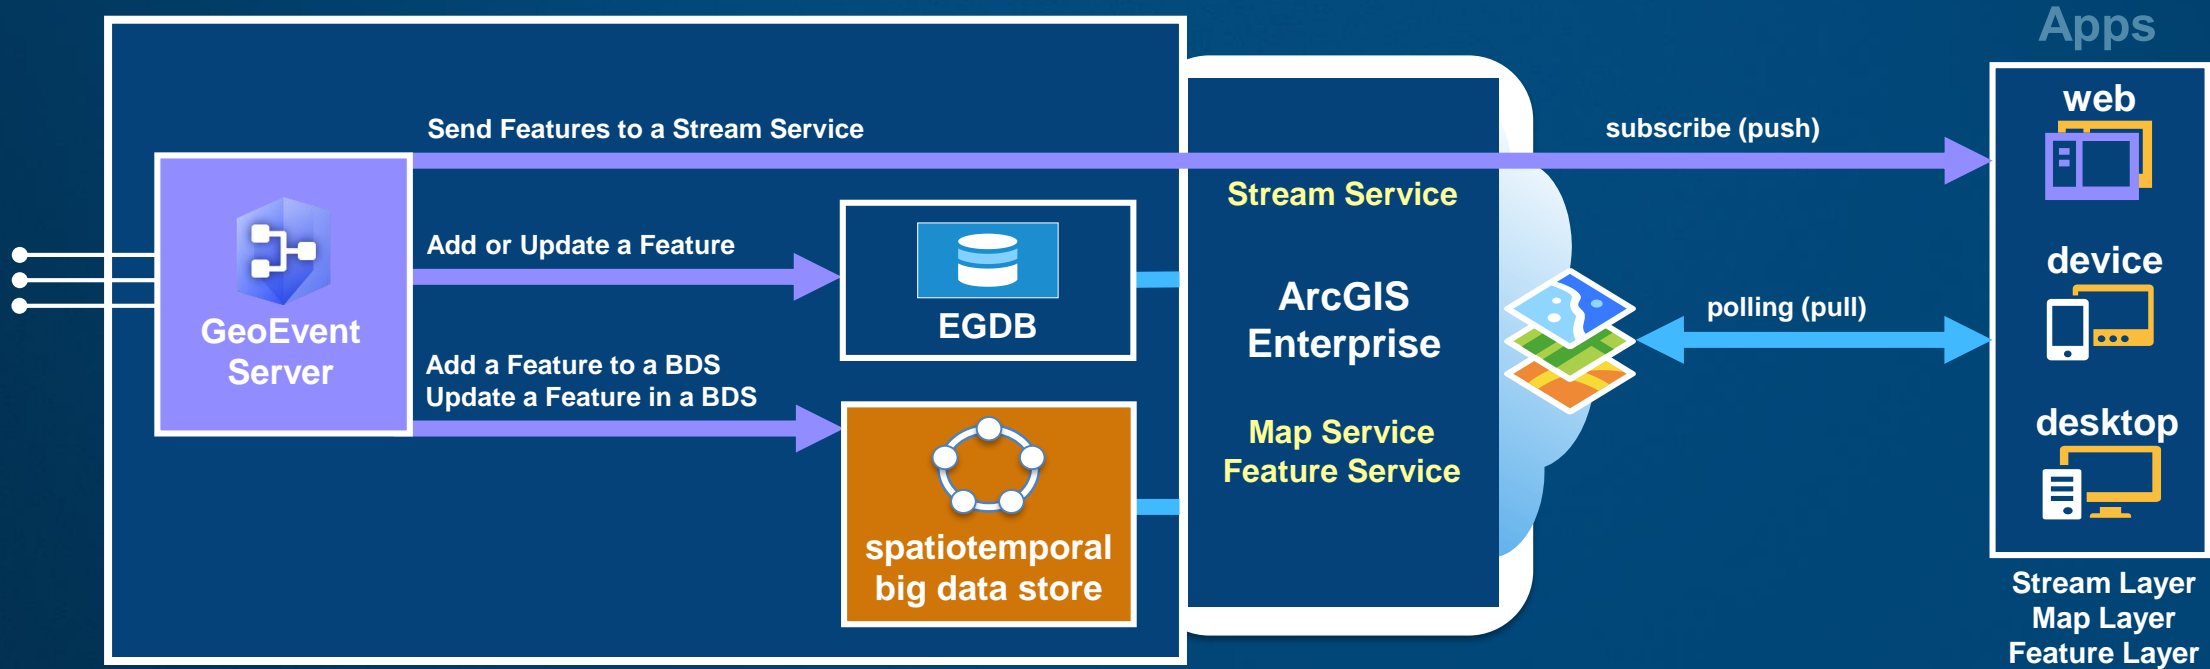 Apps
Send Features to a Stream Service
subscribe (push)
web
Stream Service
Add or Update a Feature
EGDB
GeoEvent
Server
ArcGIS
Enterprise
polling (pull)
device
Add a Feature to a BDS
Update a Feature in a BDS
Map Service
Feature Service
desktop
spatiotemporal
big data store
Stream Layer
Map Layer
Feature Layer